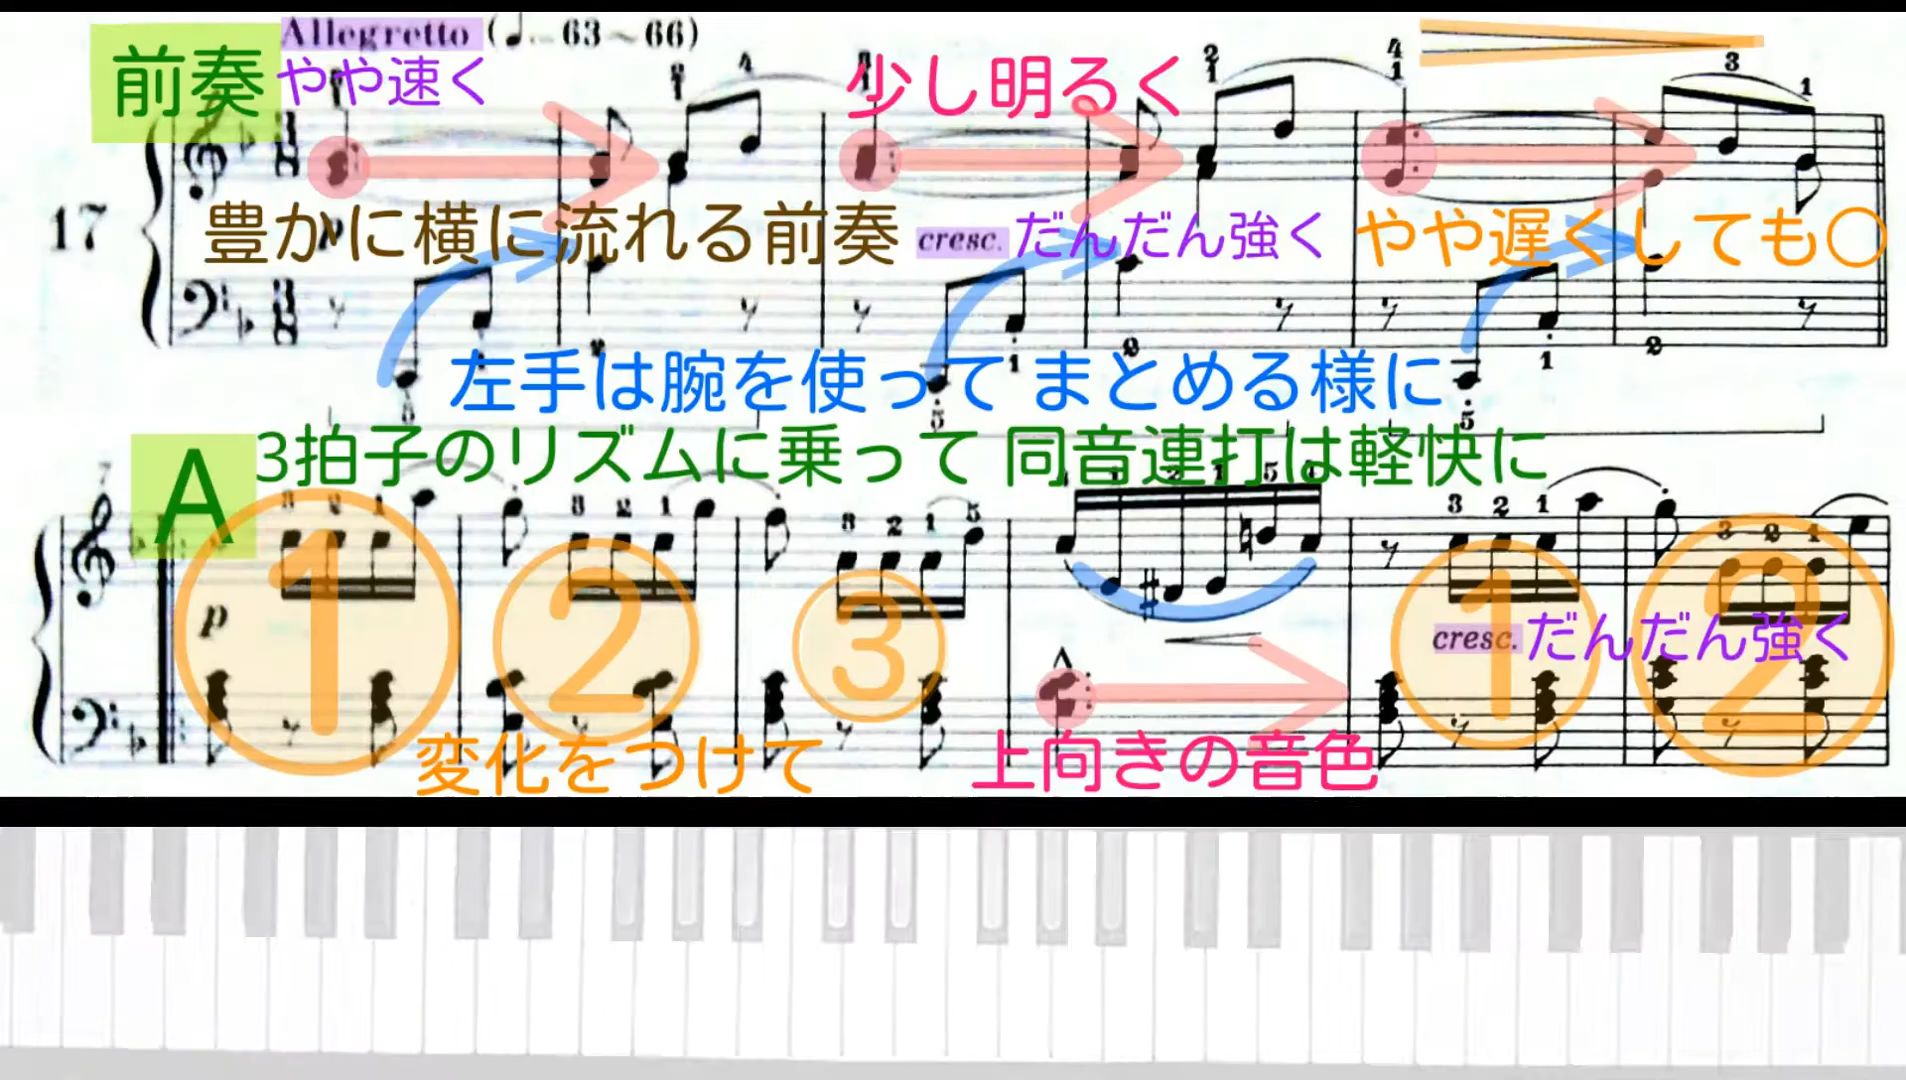 前奏
Allegretto (♩=63~66)
やや速く
少し明るく
17
豊かに横に流れる前奏
cresc. だんだん強く
やや遅くしても○
左手は腕を使って まとめる様に
A
3拍子のリズムに乗って 同音連打は軽快に
7
① ② ③ ① ②
p
cresc. だんだん強く
変化をつけて
上向きの音色